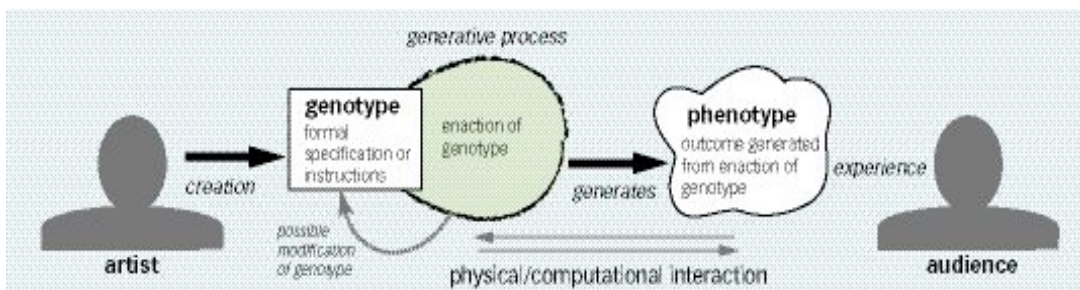 generative process
genotype
formal
specification or
instructions
enaction of
genotype
phenotype
outcome generated
from enaction of
genotype
creation
generates
experience
possible
modification
of genotype
artist
physical/computational interaction
audience